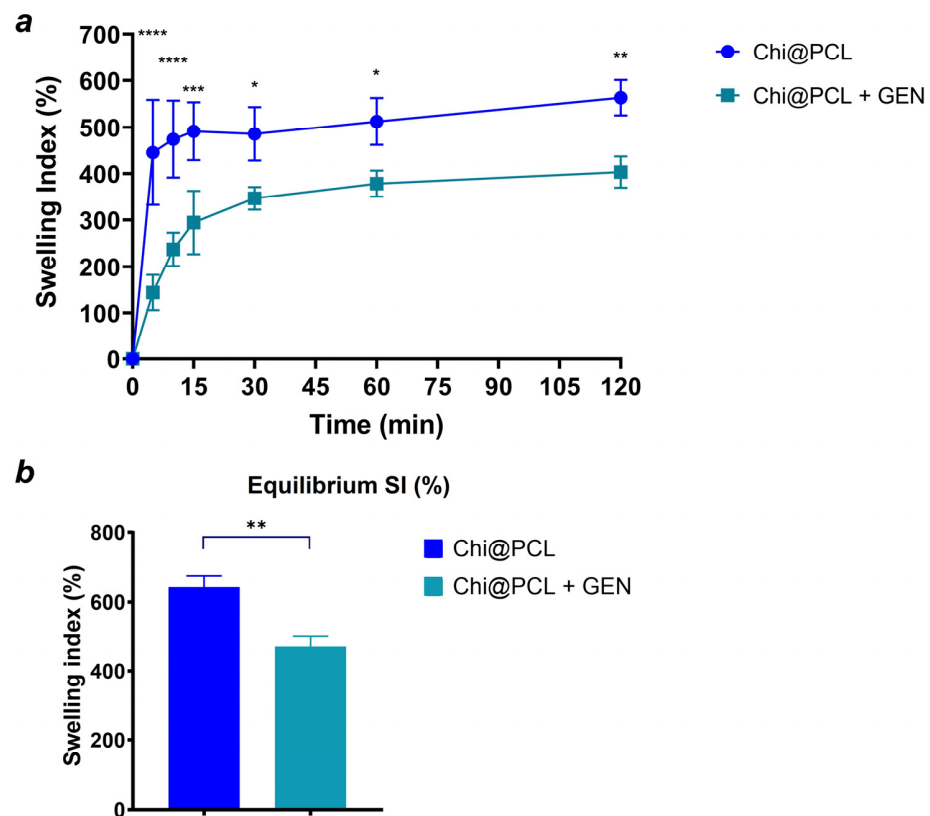 a
700
600
500
400
300
200
100
0
Swelling Index (%)
**** **** *** * * **
0 15 30 45 60 75 90 105 120
Time (min)
Chi@PCL
Chi@PCL + GEN
b
Equilibrium SI (%)
800
600
400
200
0
Swelling index (%)
**
Chi@PCL
Chi@PCL + GEN